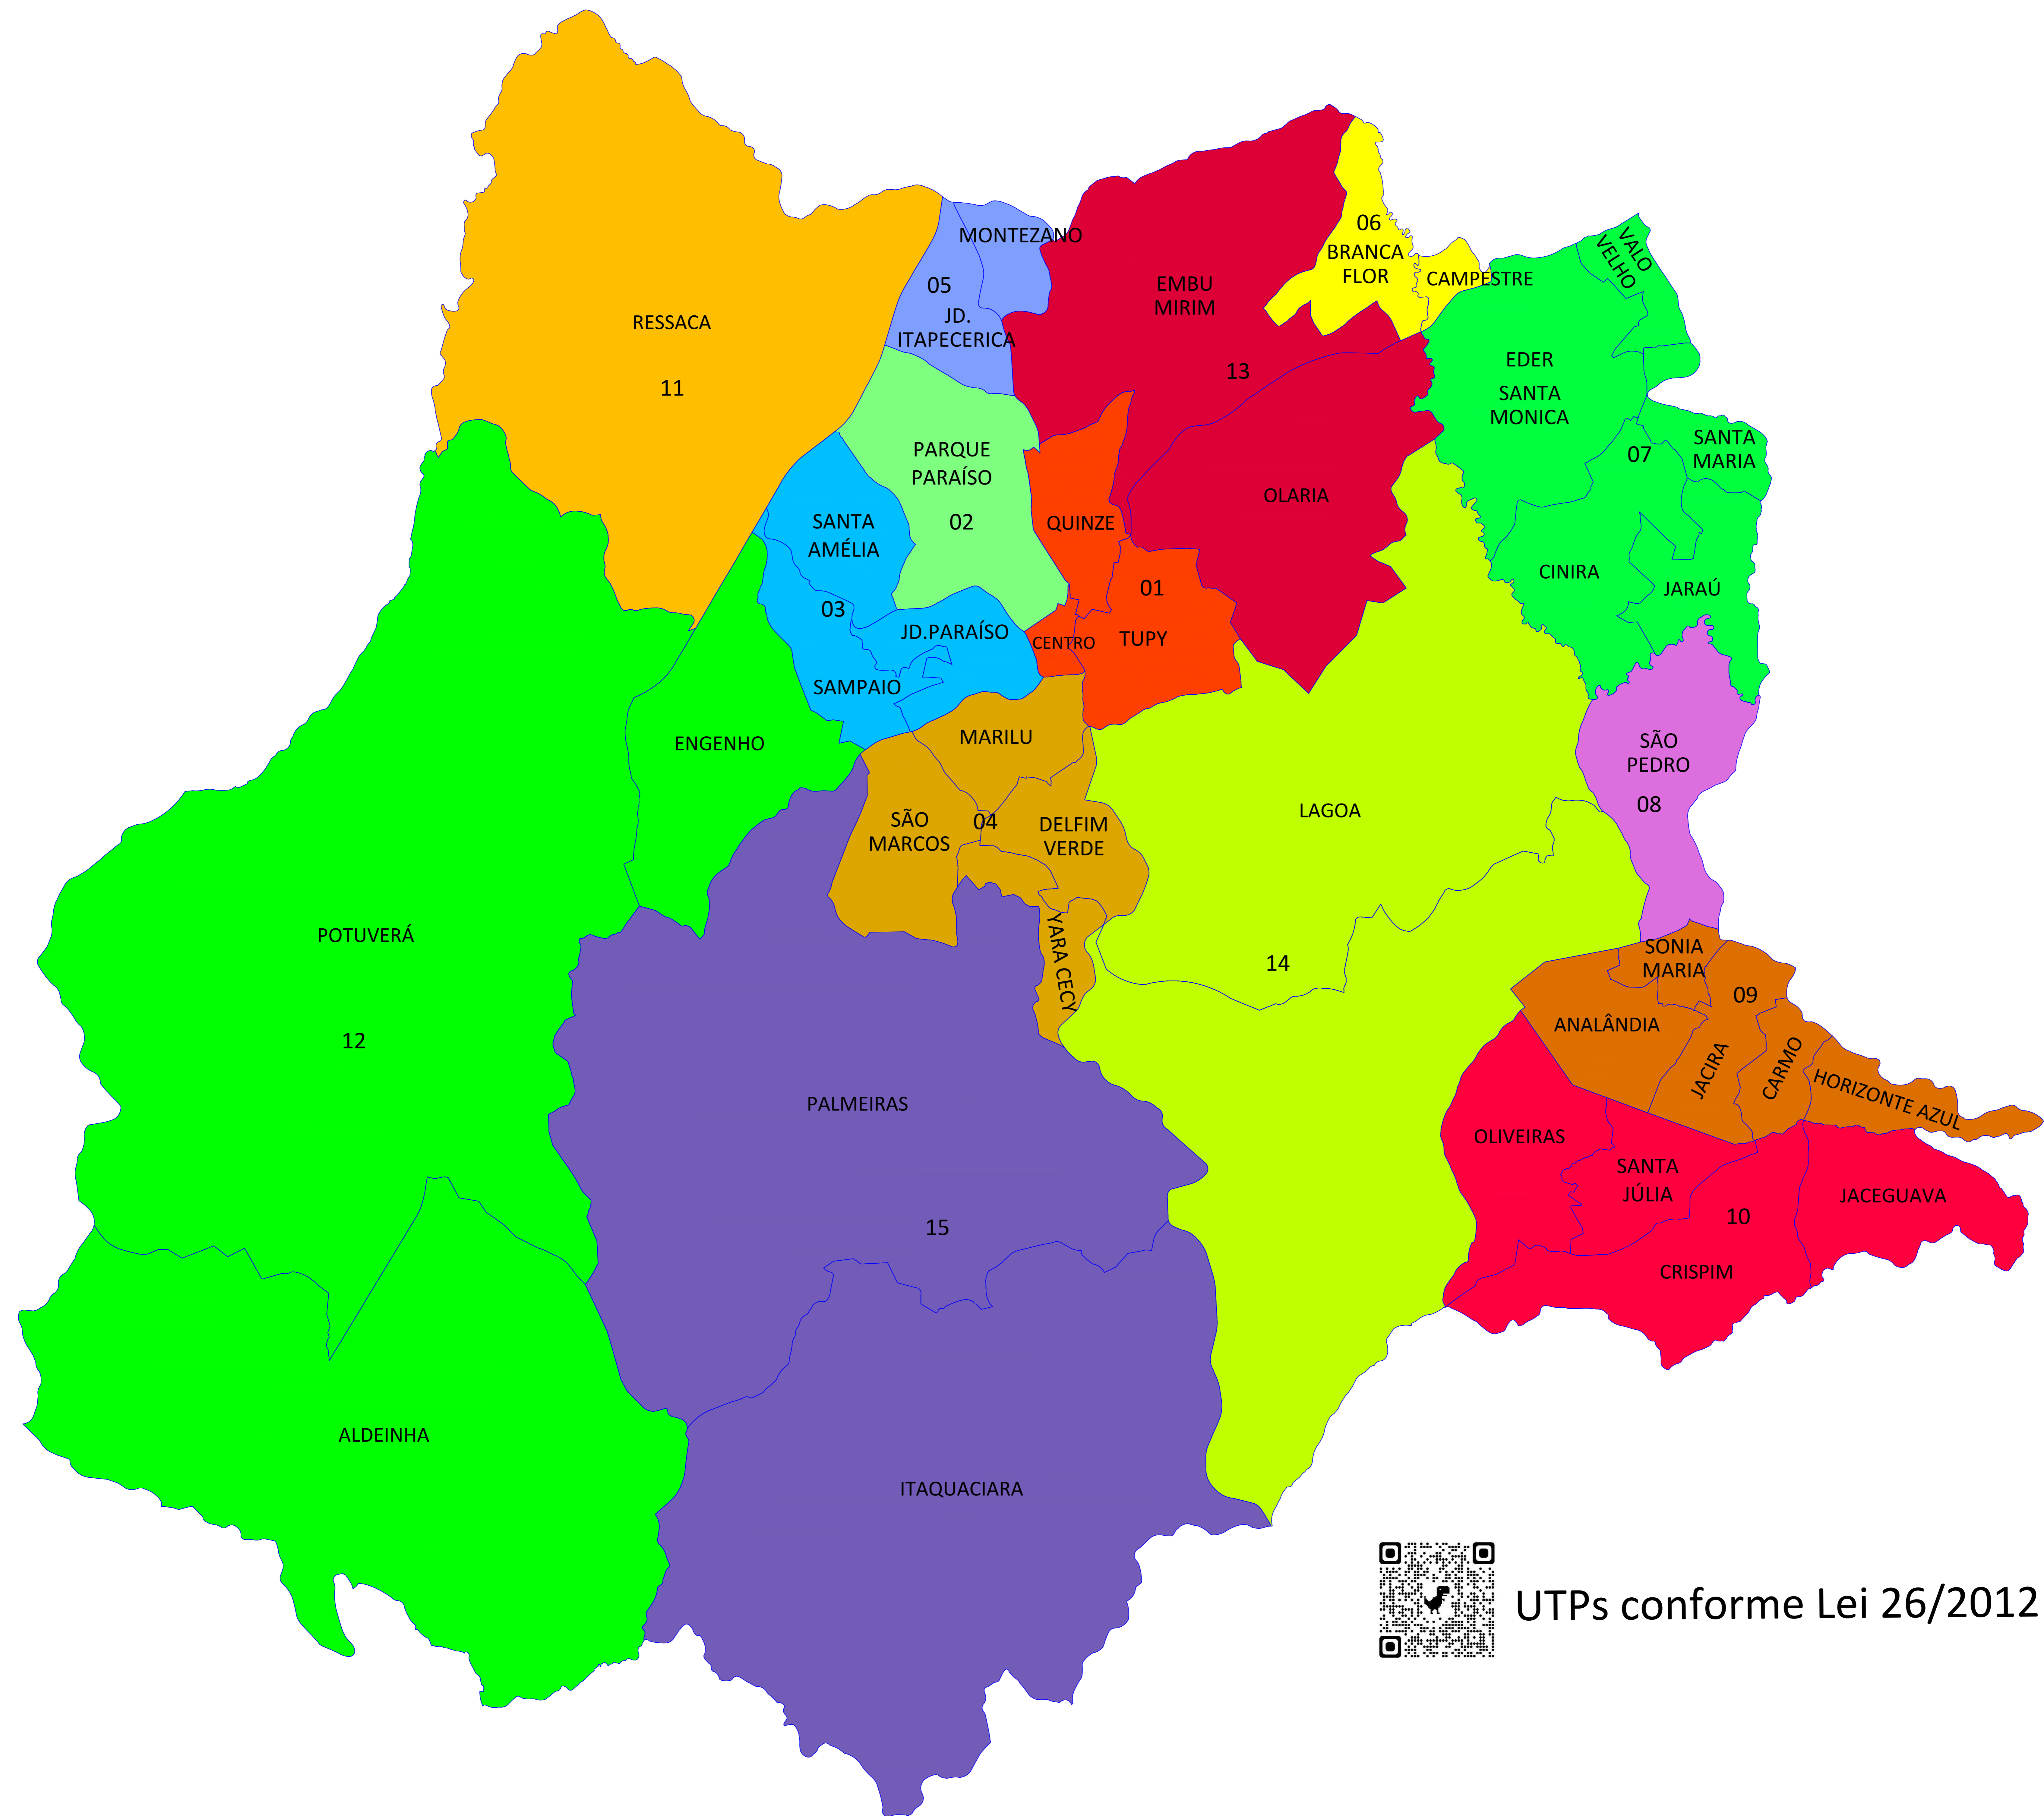 RESSACA
11
MONTEZANO
05
JD.
ITAPECERICA
EMBU
MIRIM
13
06
BRANCA
FLOR
CAMPESTRE
VALO
VELHO
EDER
SANTA
MONICA
07
SANTA
MARIA
CINIRA
JARAÚ
PARQUE
PARAÍSO
02
QUINZE
OLARIA
01
TUPY
CENTRO
SANTA
AMÉLIA
03
JD.PARAÍSO
SAMPAIO
ENGENHO
MARILU
SÃO
MARCOS
04
DELFIM
VERDE
YARA CECY
LAGOA
14
SÃO
PEDRO
08
SONIA
MARIA
09
ANALÂNDIA
JACIRA
CARMO
HORIZONTE AZUL
OLIVEIRAS
SANTA
JÚLIA
10
JACEGUAVA
CRISPIM
POTUVERÁ
12
PALMEIRAS
15
ALDEINHA
ITAQUACIARA
UTPs conforme Lei 26/2012